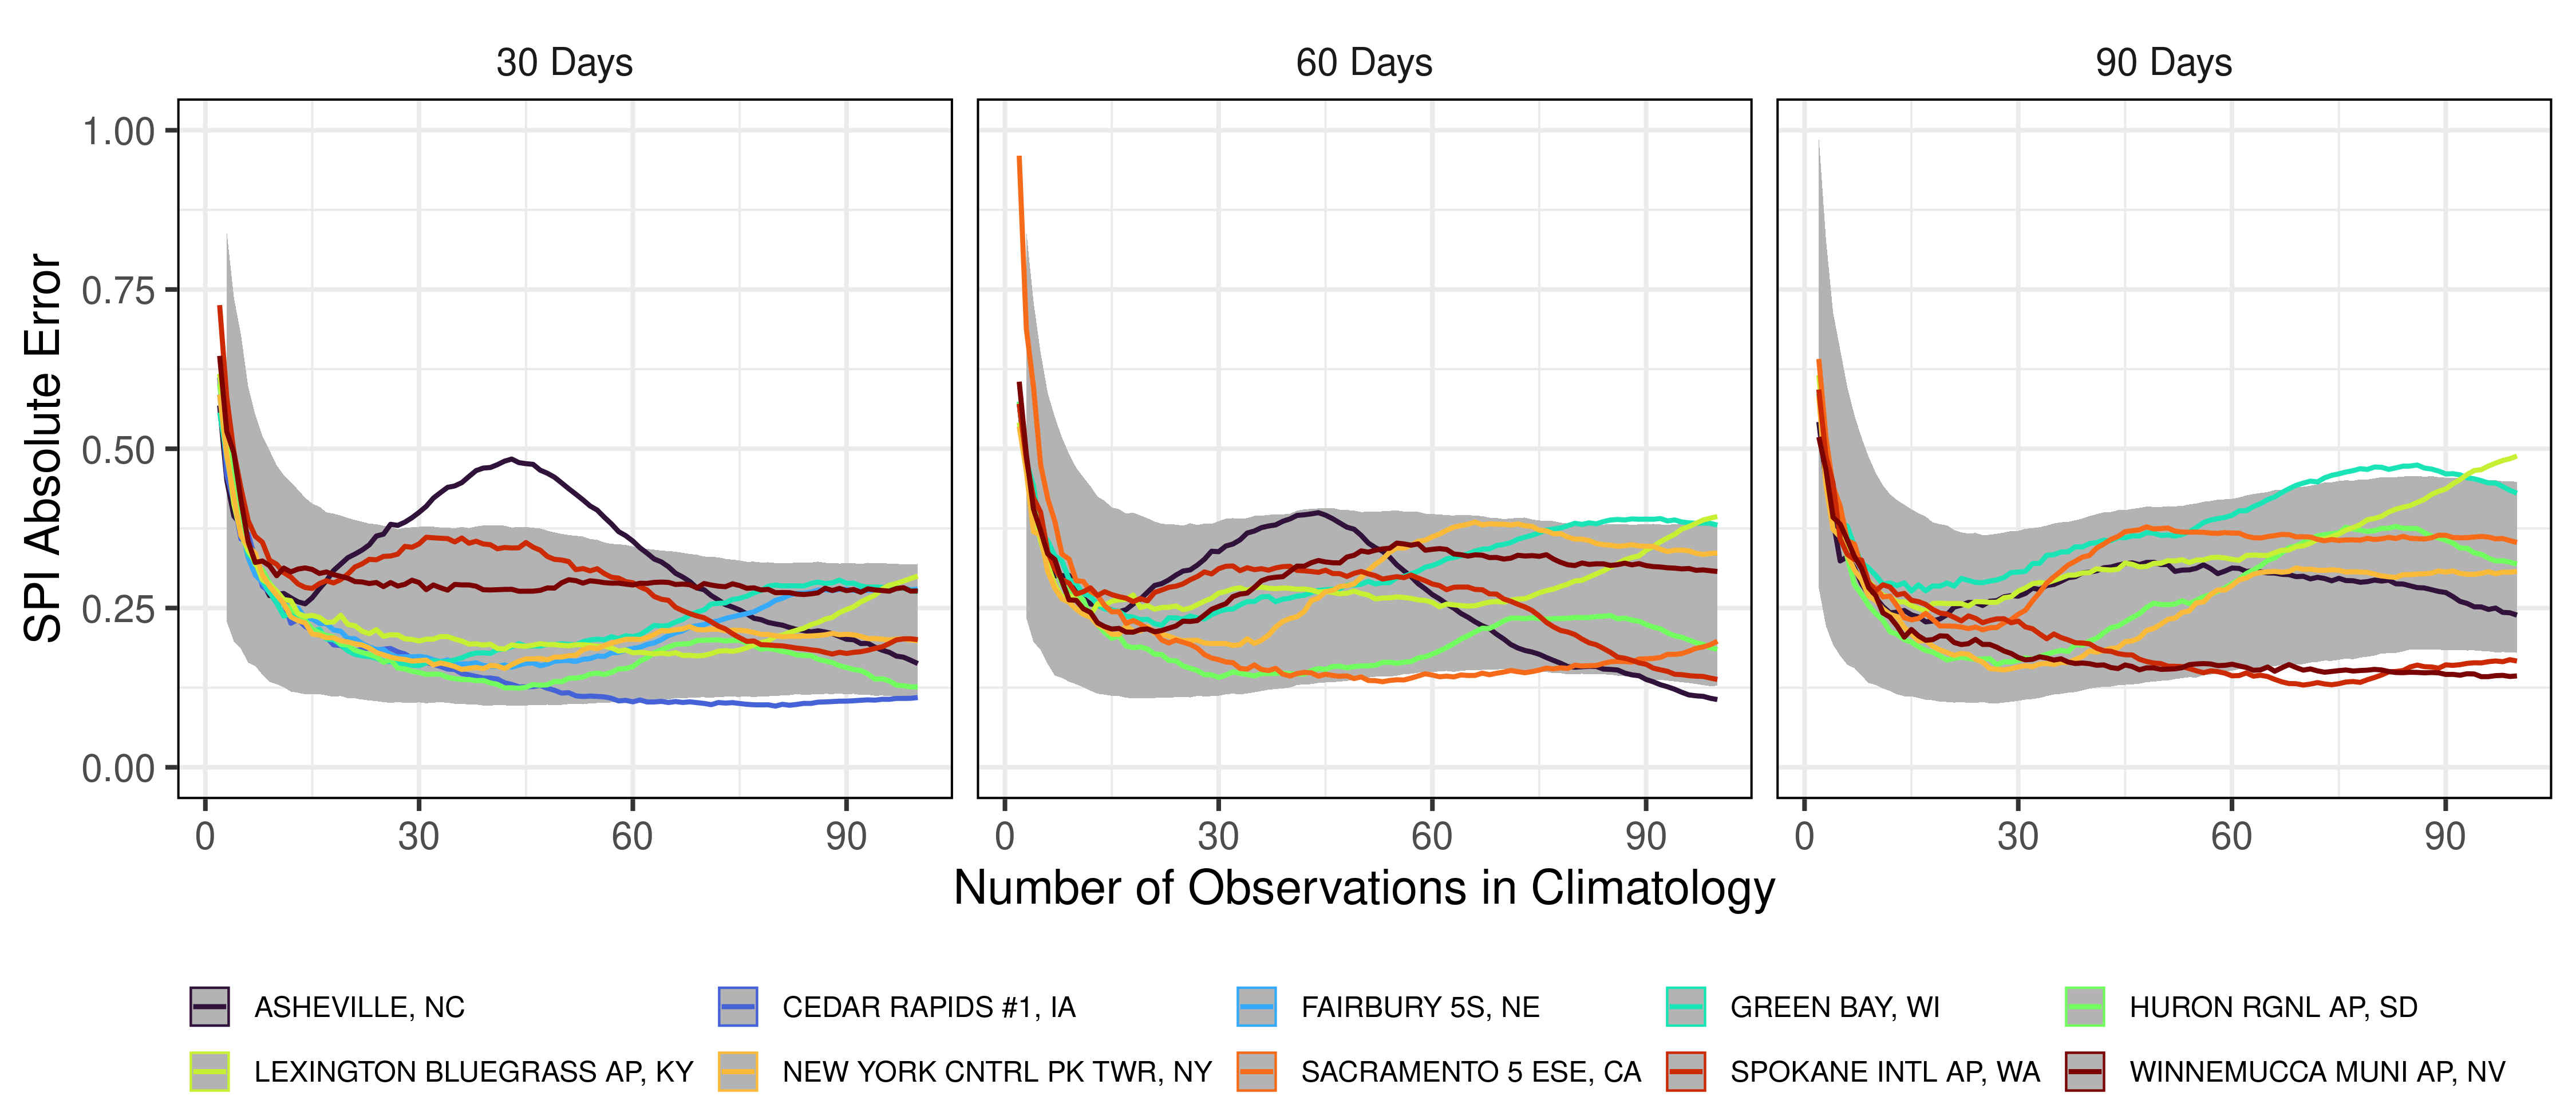 30 Days
60 Days
90 Days
SPI Absolute Error
1.00
0.75
0.50
0.25
0.00
0 30 60 90
0 30 60 90
0 30 60 90
Number of Observations in Climatology
ASHEVILLE, NC
CEDAR RAPIDS #1, IA
FAIRBURY 5S, NE
GREEN BAY, WI
HURON RGNL AP, SD
LEXINGTON BLUEGRASS AP, KY
NEW YORK CNTRL PK TWR, NY
SACRAMENTO 5 ESE, CA
SPOKANE INTL AP, WA
WINNEMUCCA MUNI AP, NV